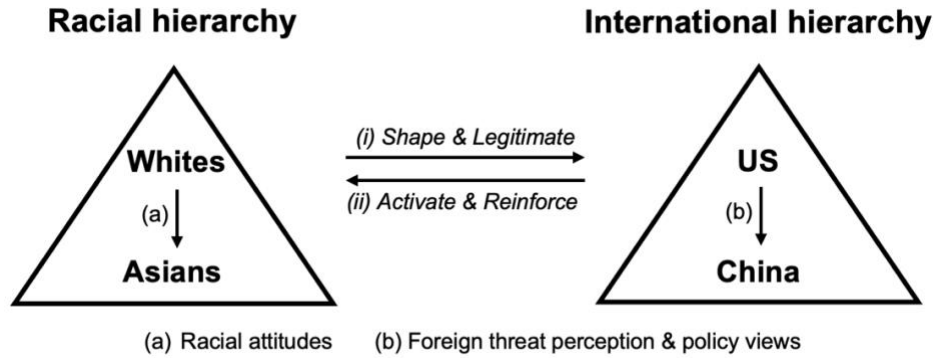 Racial hierarchy
International hierarchy
Whites
(a)
Asians
(i) Shape & Legitimate
(ii) Activate & Reinforce
US
(b)
China
(a) Racial attitudes
(b) Foreign threat perception & policy views